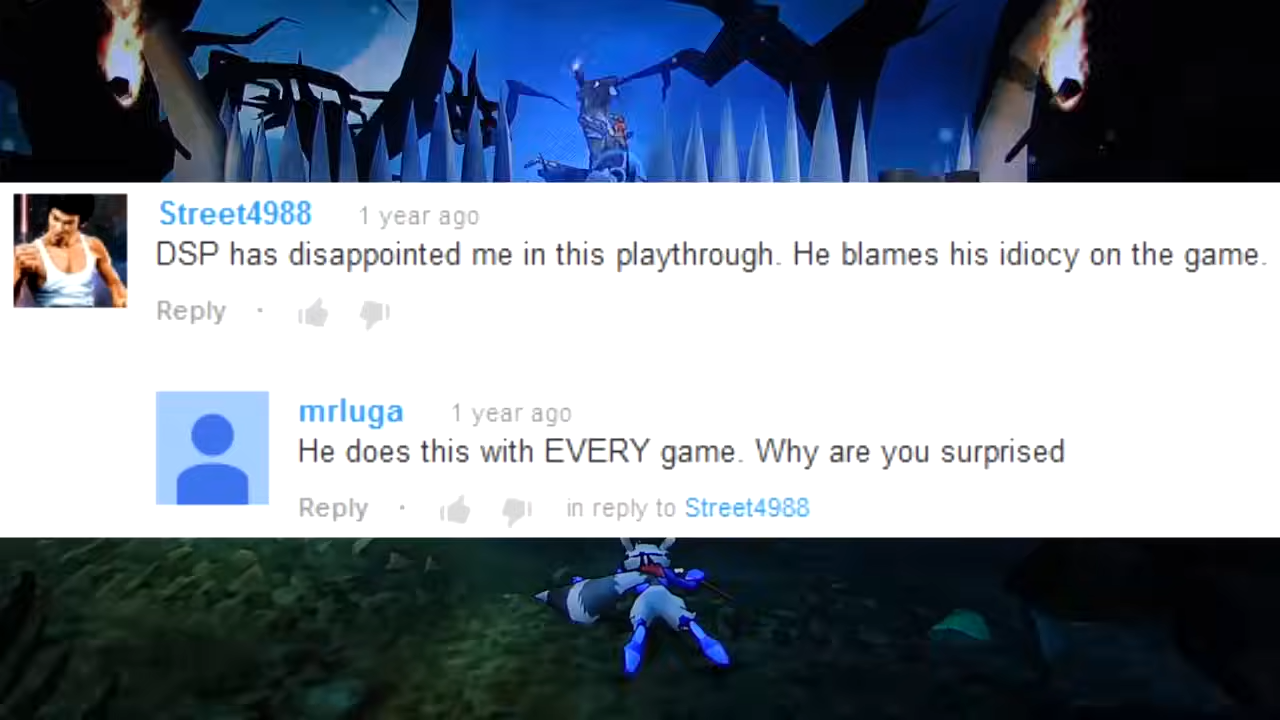 Street4988 1 year ago
DSP has disappointed me in this playthrough. He blames his idiocy on the game.
Reply ·
mrluga 1 year ago
He does this with EVERY game. Why are you surprised
Reply · in reply to Street4988